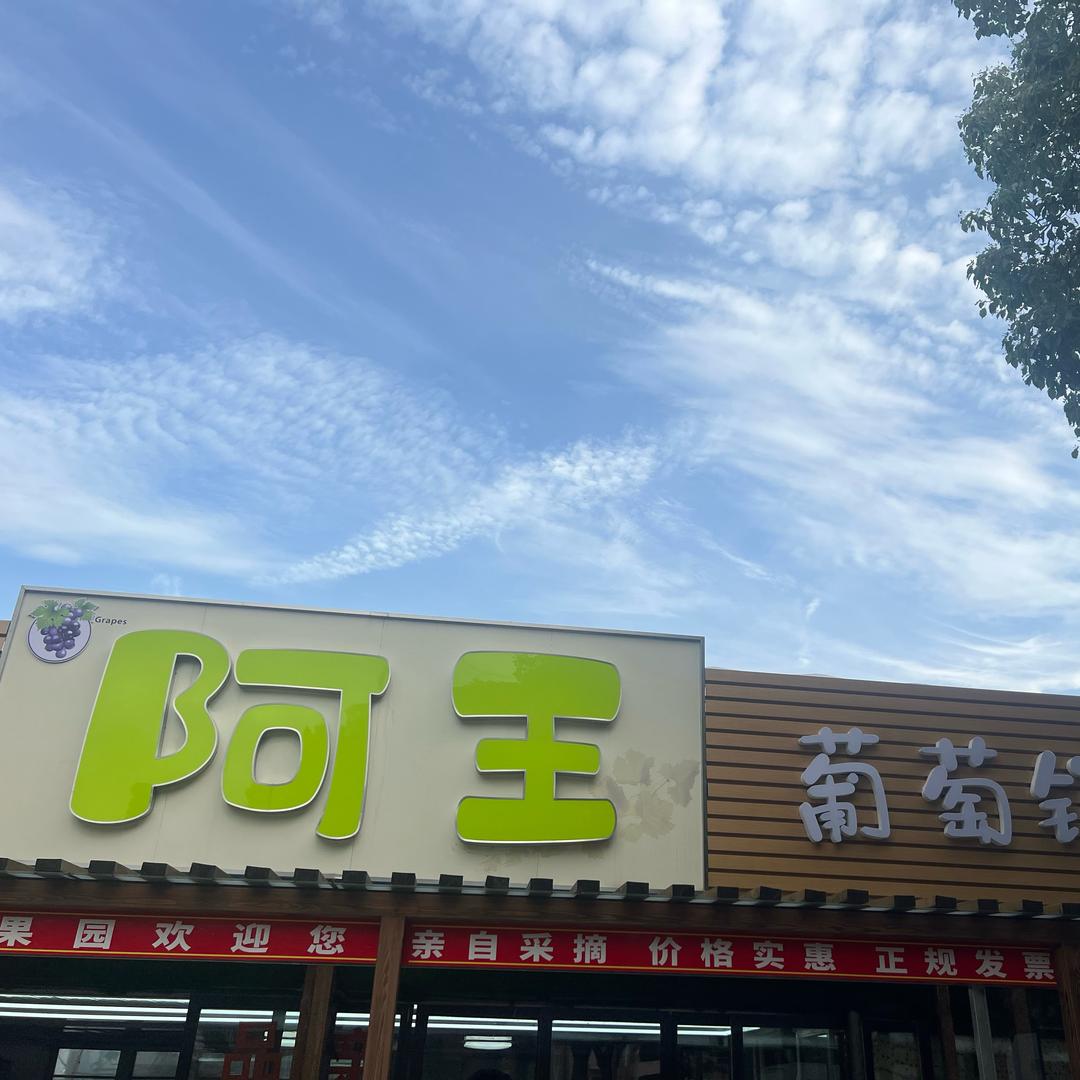 Grapes
阿王
葡萄
果园欢迎您
亲自采摘 价格实惠 正规发票